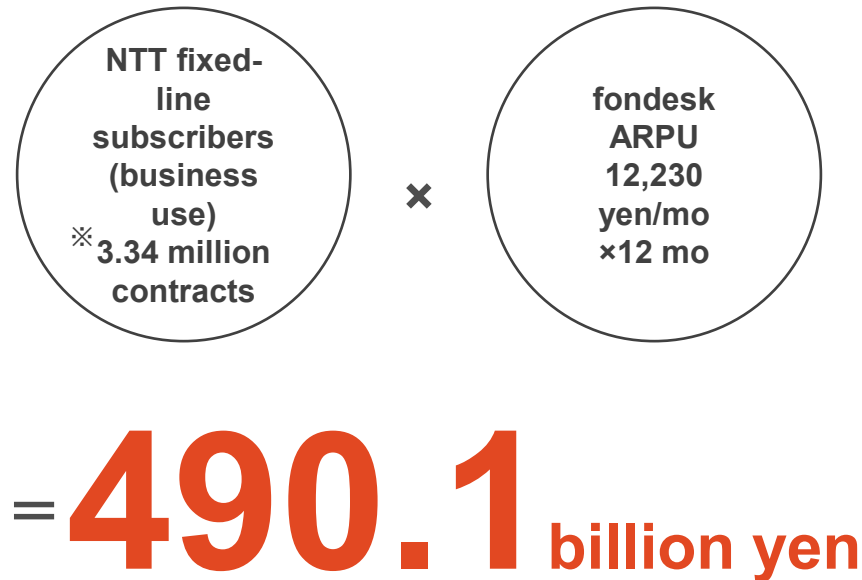 NTT fixed-
line
subscribers
(business
use)
※3.34 million
contracts
×
fondesk
ARPU
12,230
yen/mo
×12 mo
=490.1 billion yen